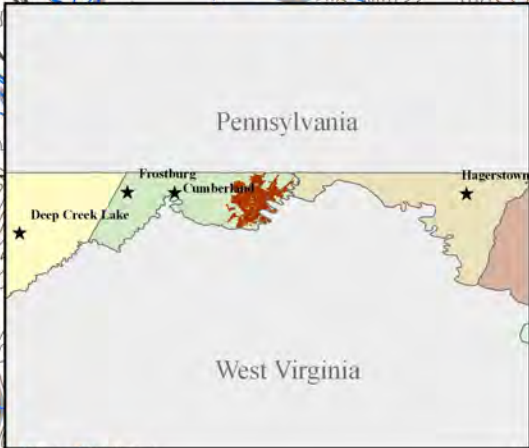 Pennsylvania
Frostburg
Cumberland
Hagerstown
Deep Creek Lake
West Virginia